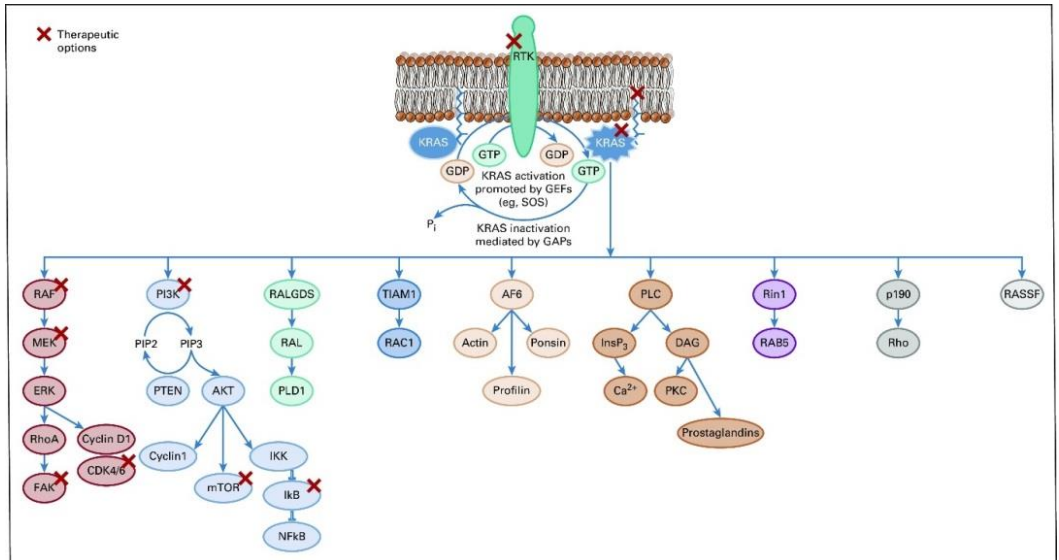 Therapeutic
options
RTK
KRAS
KRAS
GTP
GDP
GDP
GTP
KRAS activation
promoted by GEFs
(eg, SOS)
Pi
KRAS inactivation
mediated by GAPs
RAF
PI3K
RALGDS
TIAM1
AF6
PLC
Rin1
p190
RASSF
MEK
PIP2
PIP3
RAL
RAC1
Actin
Ponsin
InsP3
DAG
RAB5
Rho
ERK
PTEN
AKT
PLD1
Profilin
Ca2+
PKC
RhoA
Cyclin D1
Cyclin1
IKK
Prostaglandins
FAK
CDK4/6
mTOR
IkB
NFkB